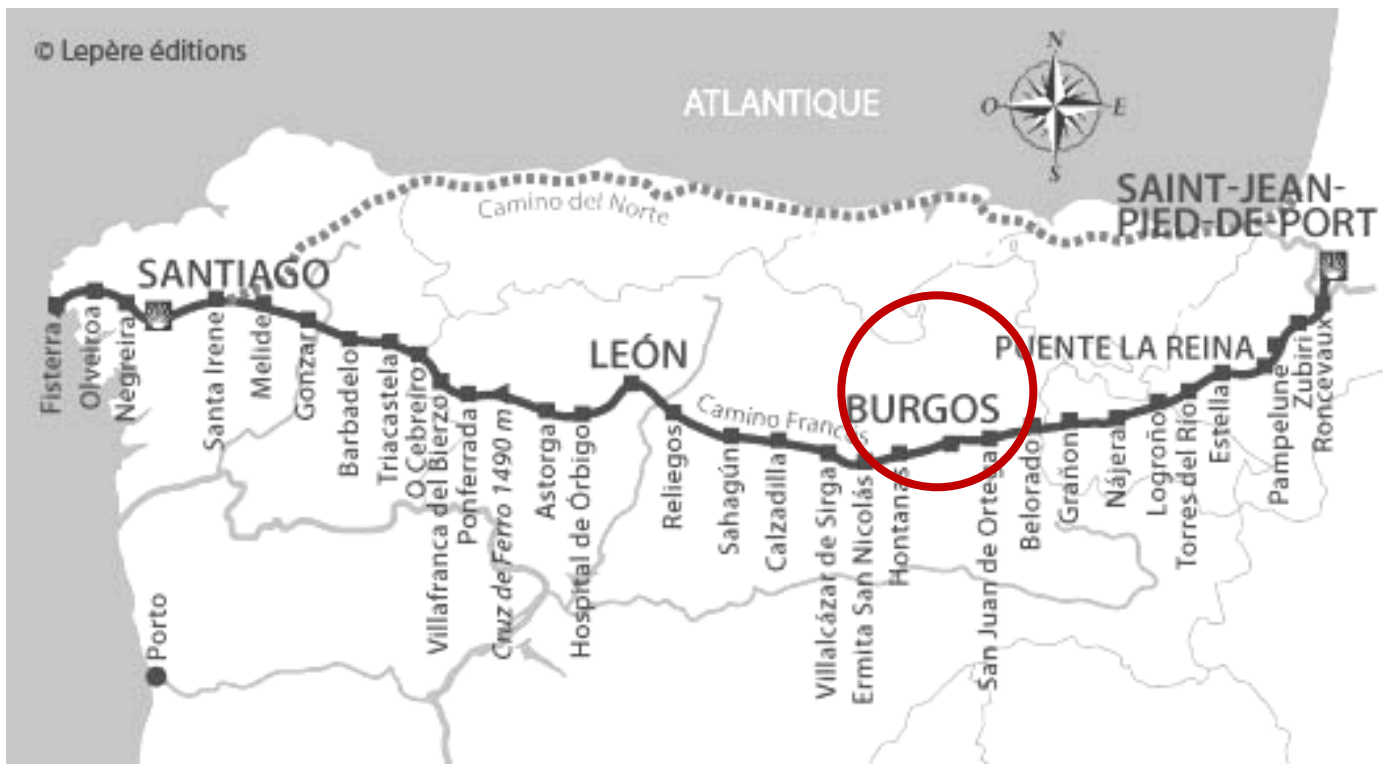 © Lepère éditions
ATLANTIQUE
N
O
E
S
Camino del Norte
SAINT-JEAN-
PIED-DE-PORT
SANTIAGO
LEÓN
BURGOS
PUENTE LA REINA
Camino Francés
Fisterra
Olveiroa
Negreira
Santa Irene
Melide
Gonzar
Barbadelo
Triacastela
O Cebreiro
Villafranca del Bierzo
Ponferrada
Cruz de Ferro 1490 m
Astorga
Hospital de Órbigo
Reliegos
Sahagún
Calzadilla
Villalcázar de Sirga
Ermita San Nicolás
Hontanas
San Juan de Ortega
Belorado
Grañon
Nájera
Logroño
Torres del Río
Estella
Pampelune
Zubiri
Roncevaux
Porto